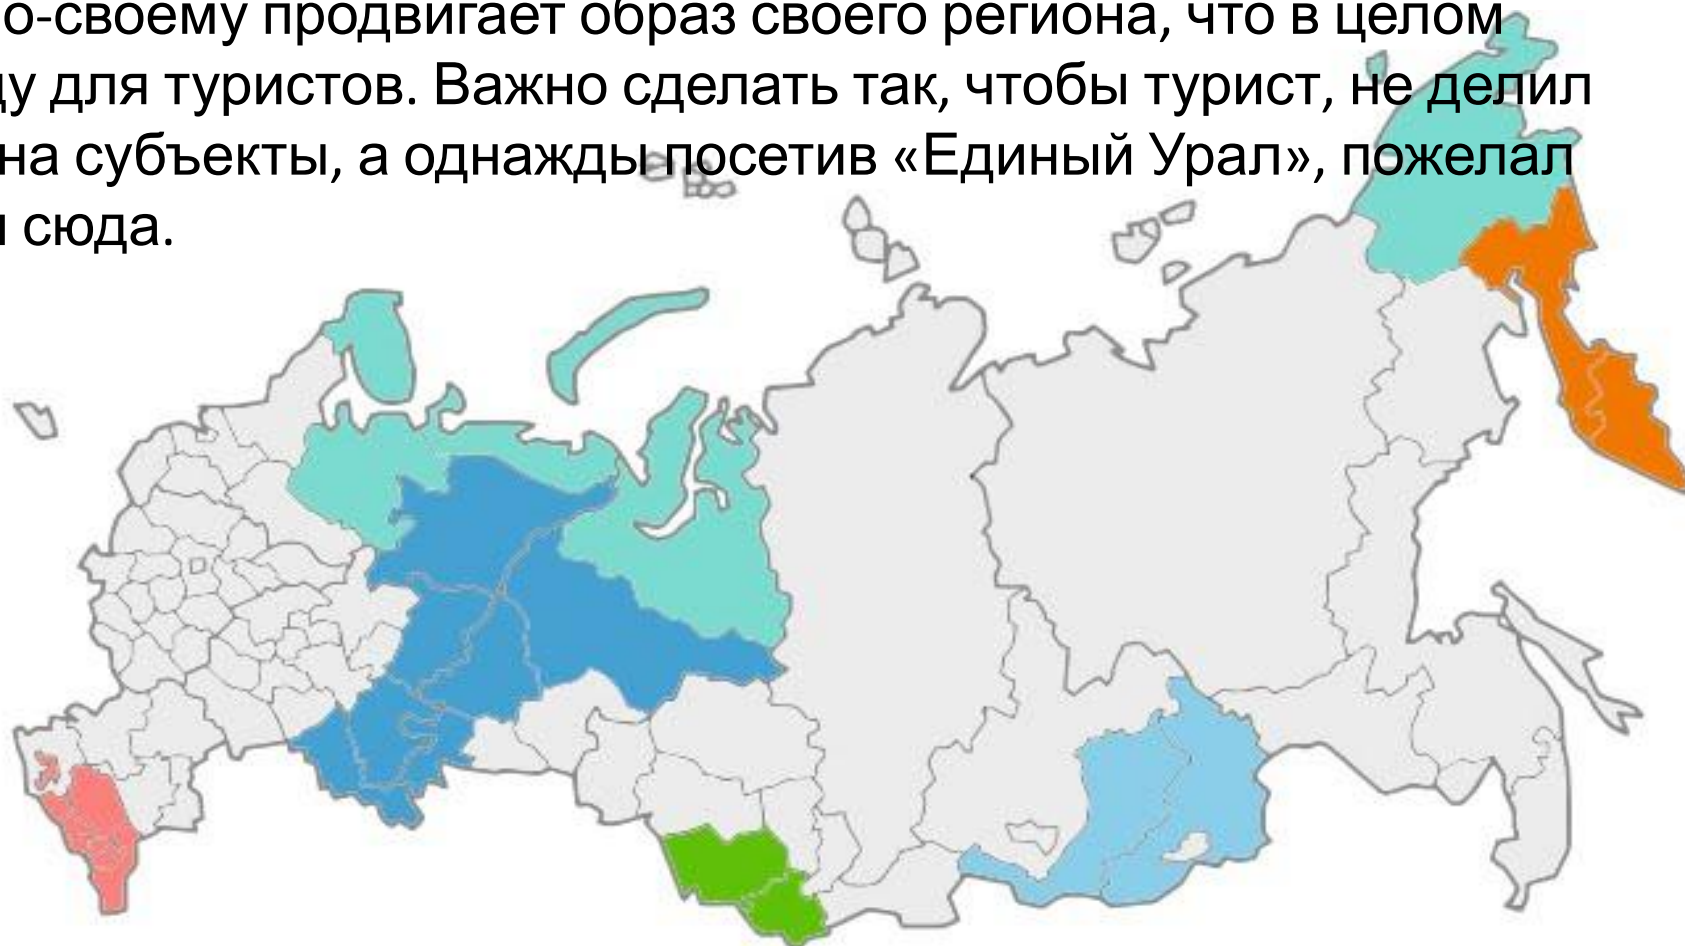 о-своему продвигает образ своего региона, что в целом
ду для туристов. Важно сделать так, чтобы турист, не делил
на субъекты, а однажды посетив «Единый Урал», пожелал
сюда.